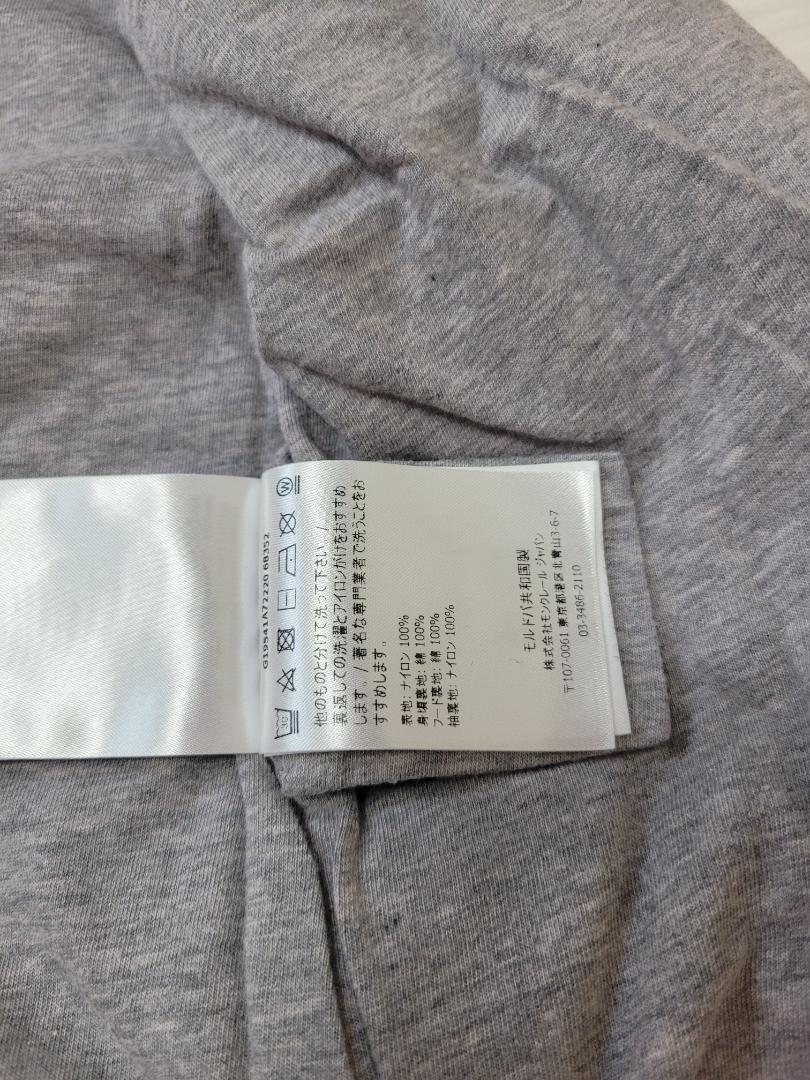 G19541A72220 68352
30
W
他のものと分けて洗って下さい。/
裏返しての洗濯とアイロンがけをおすすめ
します。/ 著名な専門業者で洗うことをお
すすめします。
表地: ナイロン 100%
身頃裏地: 綿 100%
フード裏地: 綿 100%
袖裏地: ナイロン 100%
モルドバ共和国製
株式会社モンクレール ジャパン
〒107-0061 東京都港区北青山3-6-7
03-3486-2110